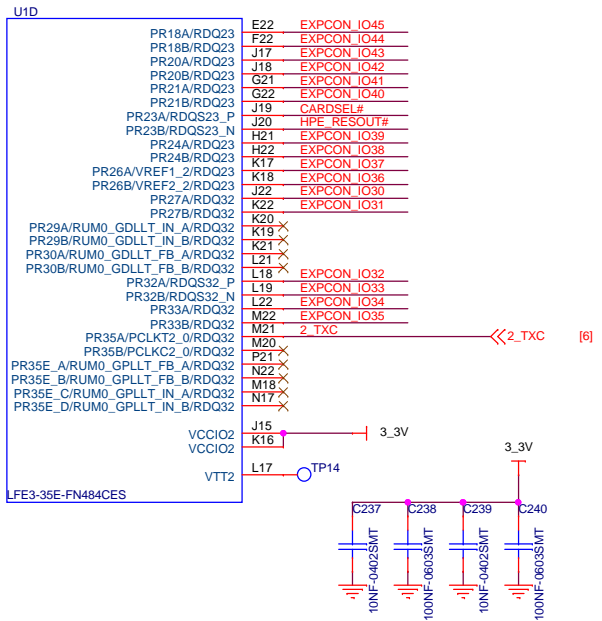 U1D
PR18A/RDQ23 E22 EXPCON_IO45
PR18B/RDQ23 F22 EXPCON_IO44
PR20A/RDQ23 J17 EXPCON_IO43
PR20B/RDQ23 J18 EXPCON_IO42
PR21A/RDQ23 G21 EXPCON_IO41
PR21B/RDQ23 G22 EXPCON_IO40
PR23A/RDQS23_P J19 CARDSEL#
PR23B/RDQS23_N J20 HPE_RESOUT#
PR24A/RDQ23 H21 EXPCON_IO39
PR24B/RDQ23 H22 EXPCON_IO38
PR26A/VREF1_2/RDQ23 K17 EXPCON_IO37
PR26B/VREF2_2/RDQ23 K18 EXPCON_IO36
PR27A/RDQ32 J22 EXPCON_IO30
PR27B/RDQ32 K22 EXPCON_IO31
PR29A/RUM0_GDLLT_IN_A/RDQ32 K20
PR29B/RUM0_GDLLT_IN_B/RDQ32 K19
PR30A/RUM0_GDLLT_FB_A/RDQ32 K21
PR30B/RUM0_GDLLT_FB_B/RDQ32 L21
PR32A/RDQS32_P L18 EXPCON_IO32
PR32B/RDQS32_N L19 EXPCON_IO33
PR33A/RDQ32 L22 EXPCON_IO34
PR33B/RDQ32 M22 EXPCON_IO35
PR35A/PCLKT2_0/RDQ32 M21 2_TXC 2_TXC [6]
PR35B/PCLKC2_0/RDQ32 M20
PR35E_A/RUM0_GPLLT_FB_A/RDQ32 P21
PR35E_B/RUM0_GPLLT_FB_B/RDQ32 N22
PR35E_C/RUM0_GPLLT_IN_A/RDQ32 M18
PR35E_D/RUM0_GPLLT_IN_B/RDQ32 N17
VCCIO2 J15 3_3V
VCCIO2 K16
VTT2 L17 TP14
LFE3-35E-FN484CES
3_3V
C237 C238 C239 C240
10NF-0402SMT
100NF-0603SMT
10NF-0402SMT
100NF-0603SMT